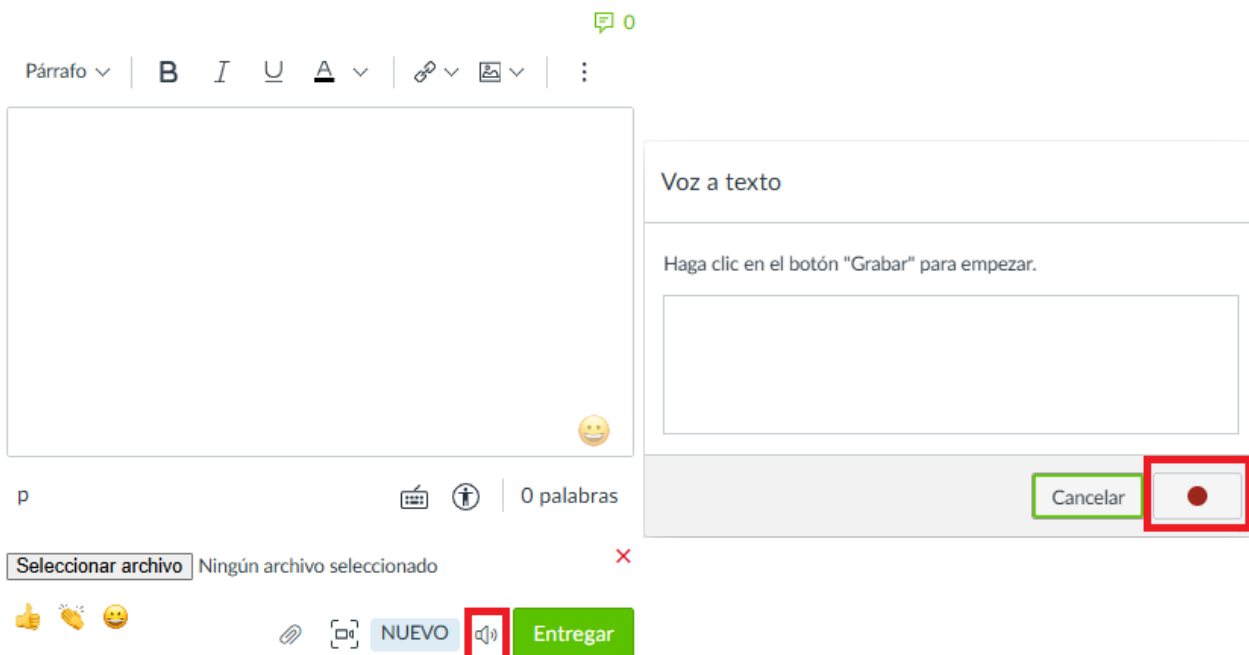 0
Párrafo B I U A
Voz a texto
Haga clic en el botón "Grabar" para empezar.
p 0 palabras
Cancelar
Seleccionar archivo Ningún archivo seleccionado
NUEVO Entregar